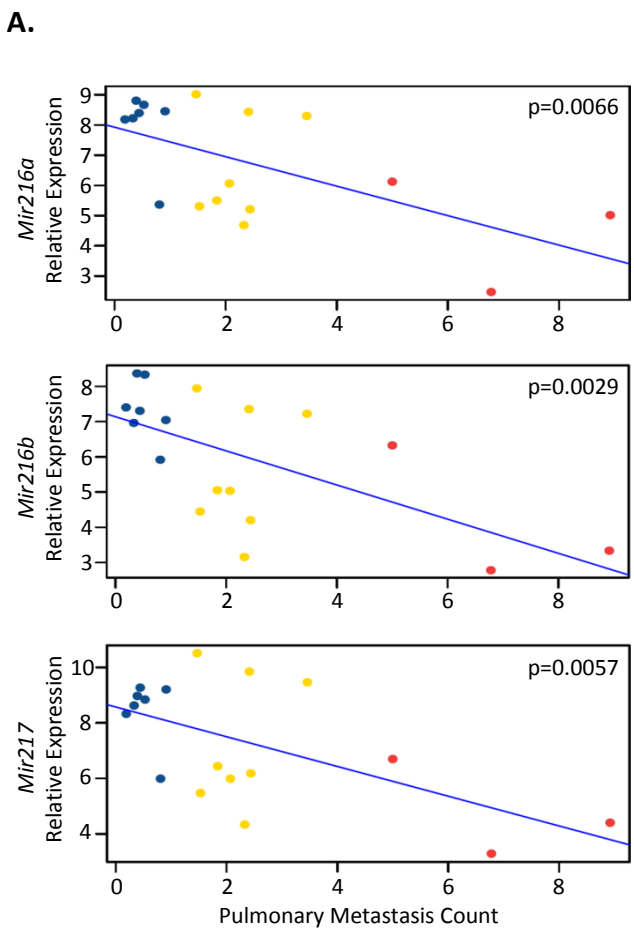 A.
Mir216a
Relative Expression
9
8
7
6
5
4
3
p=0.0066
0 2 4 6 8
Mir216b
Relative Expression
8
7
6
5
4
3
p=0.0029
0 2 4 6 8
Mir217
Relative Expression
10
8
6
4
p=0.0057
0 2 4 6 8
Pulmonary Metastasis Count